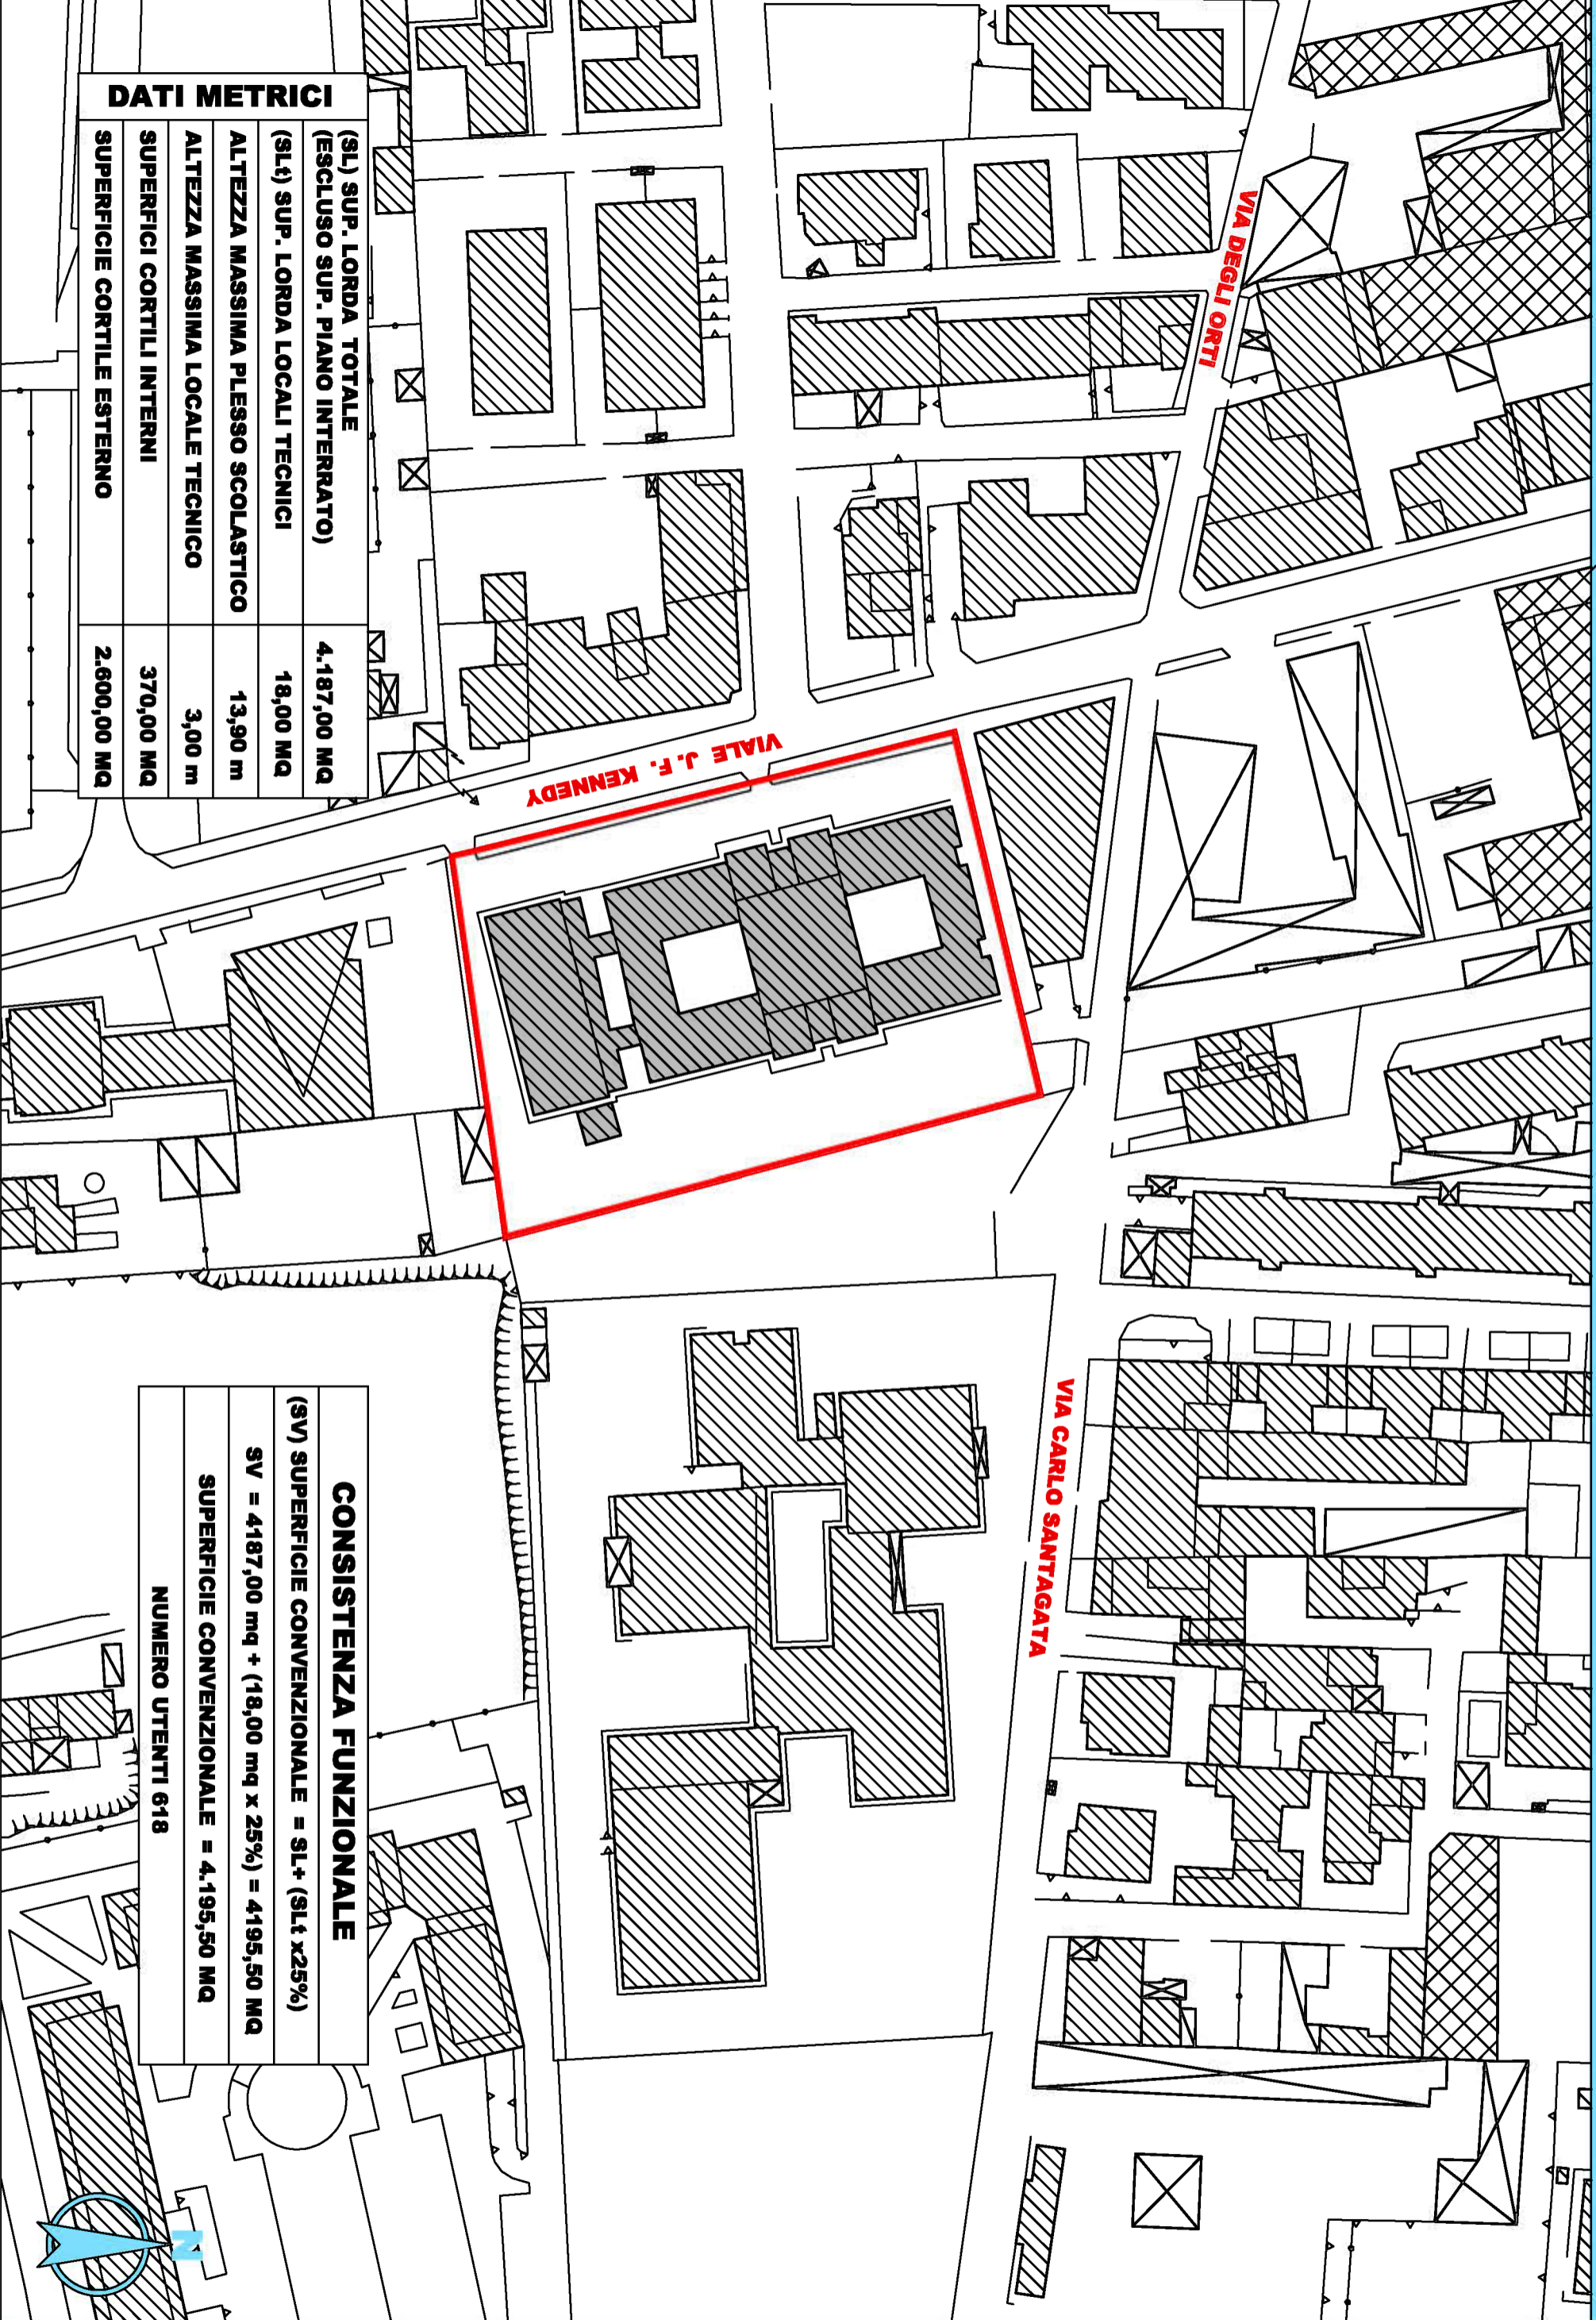 DATI METRICI
(SL) SUP. LORDA TOTALE
(ESCLUSO SUP. PIANO INTERRATO) 4.187,00 MQ
(SLt) SUP. LORDA LOCALI TECNICI 18,00 MQ
ALTEZZA MASSIMA PLESSO SCOLASTICO 13,90 m
ALTEZZA MASSIMA LOCALE TECNICO 3,00 m
SUPERFICI CORTILI INTERNI 370,00 MQ
SUPERFICIE CORTILE ESTERNO 2.600,00 MQ
VIA DEGLI ORTI
VIALE J. F. KENNEDY
VIA CARLO SANTAGATA
CONSISTENZA FUNZIONALE
(SV) SUPERFICIE CONVENZIONALE = SL+ (SLt x25%)
SV = 4187,00 mq + (18,00 mq x 25%) = 4195,50 MQ
SUPERFICIE CONVENZIONALE = 4.195,50 MQ
NUMERO UTENTI 618
N